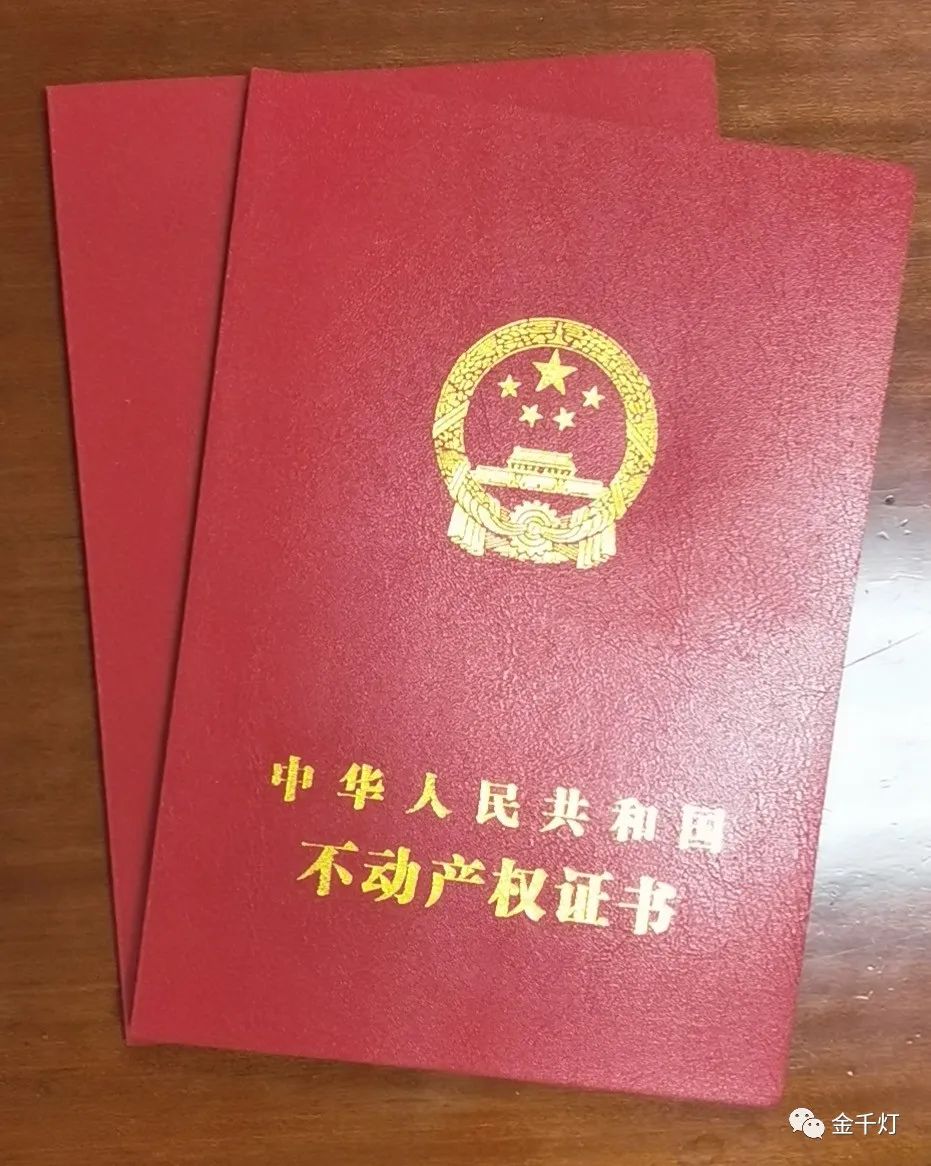 中华人民共和国
不动产权证书
金千灯